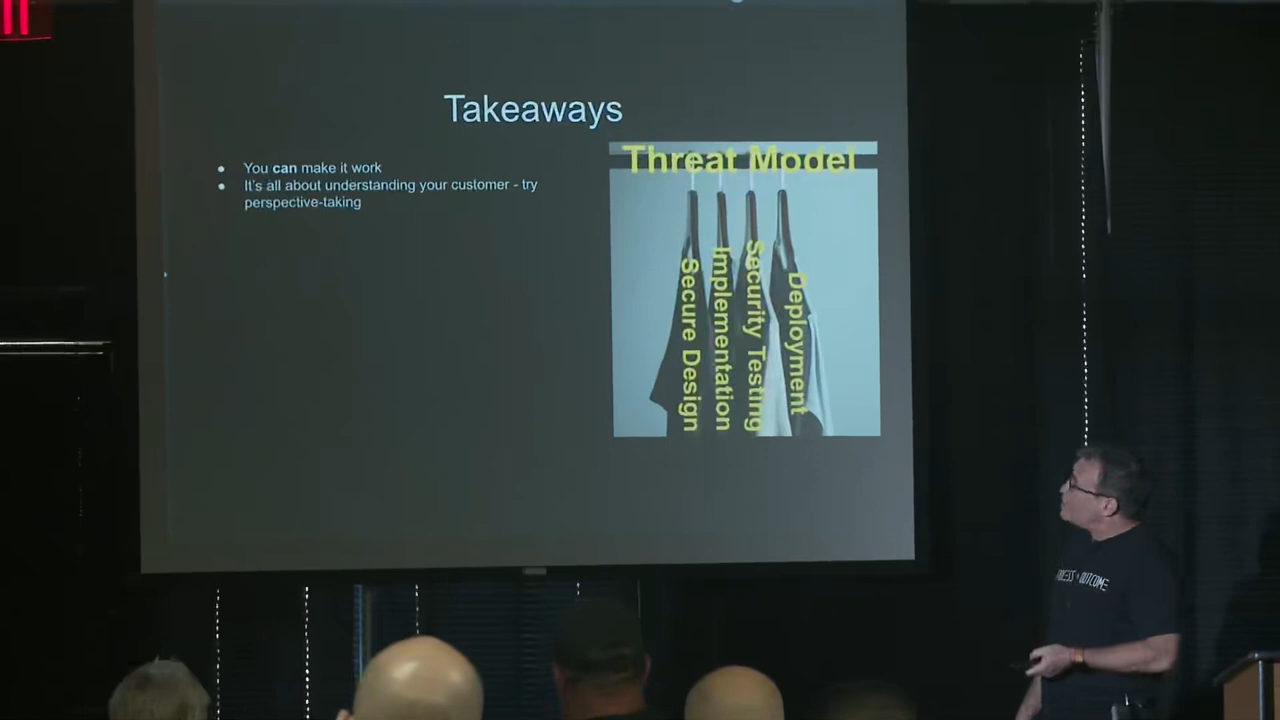 Takeaways
You can make it work
It's all about understanding your customer - try
perspective-taking
Threat Model
Secure Design
Implementation
Security Testing
Deployment
OUTCOME